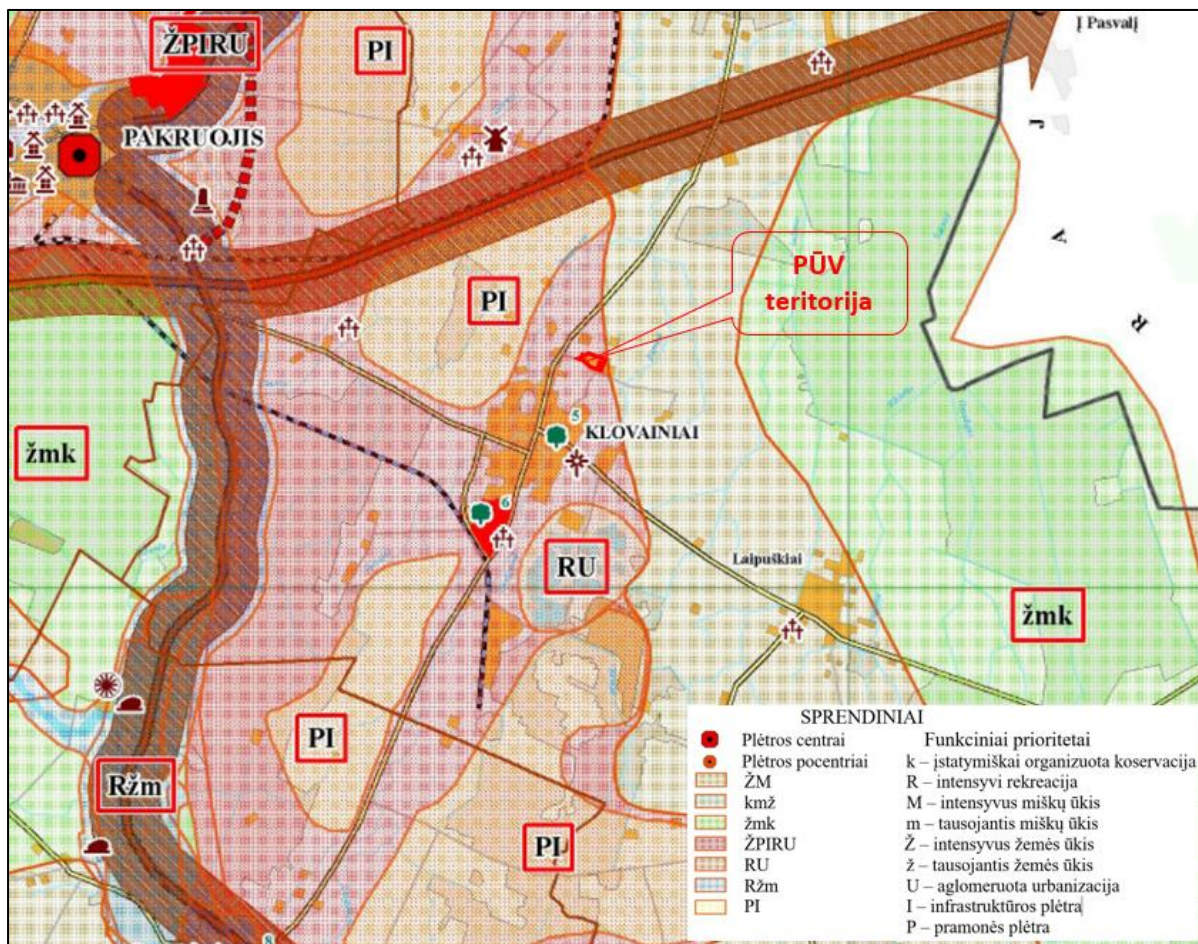 Į Pasvalį
ŽPIRU
PI
J
PAKRUOJIS
A
PŪV
teritorija
R
PI
5
KLOVAINIAI
žmk
6
RU
Laipuškiai
žmk
PI
Ržm
PI
8
SPRENDINIAI
Plėtros centrai
Plėtros pocentriai
ŽM
kmž
žmk
ŽPIRU
RU
Ržm
PI
Funkciniai prioritetai
k – įstatymiškai organizuota koservacija
R – intensyvi rekreacija
M – intensyvus miškų ūkis
m – tausojantis miškų ūkis
Ž – intensyvus žemės ūkis
ž – tausojantis žemės ūkis
U – aglomeruota urbanizacija
I – infrastruktūros plėtra
P – pramonės plėtra